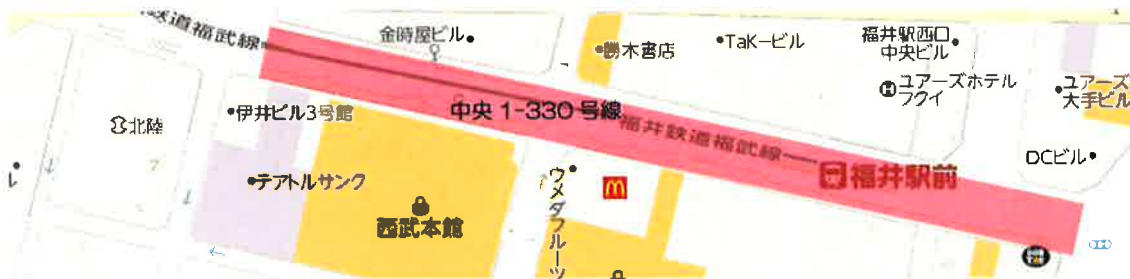 鉄道福武線
金時屋ビル
勝木書店
TaKービル
福井駅西口
中央ビル
ユアーズホテル
フクイ
ユアーズ
大手ビル
北陸
伊井ビル3号館
中央 1-330 号線
福井鉄道福武線
DCビル
テアトルサンク
ウメダフルーツ
福井駅前
西武本館